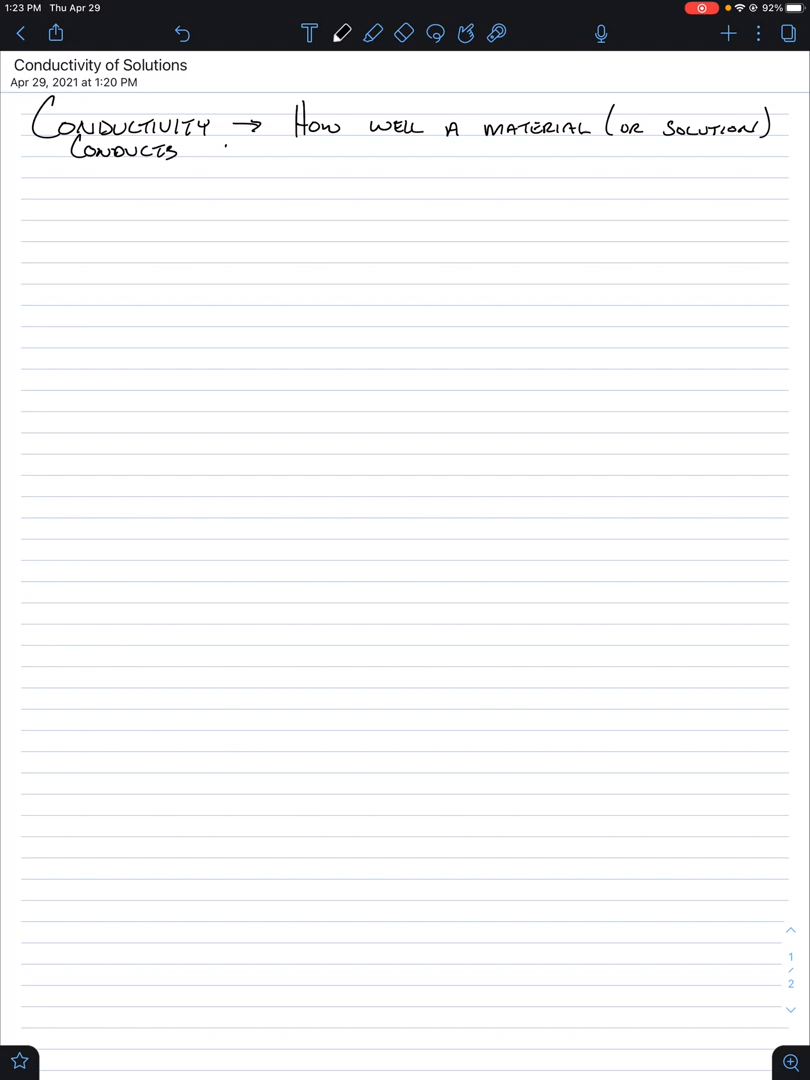 1:23 PM Thu Apr 29
92%
T
Conductivity of Solutions
Apr 29, 2021 at 1:20 PM
CONDUCTIVITY → HOW WELL A MATERIAL (OR SOLUTION)
CONDUCTS
1
/
2